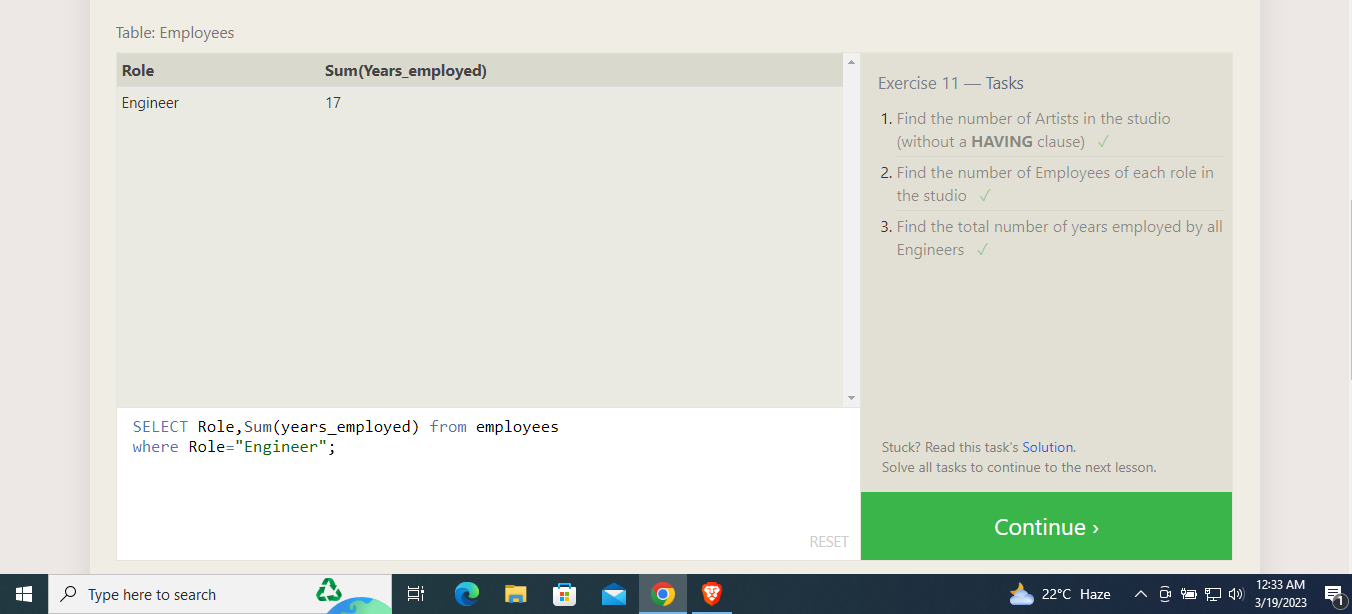 Table: Employees
Role Sum(Years_employed)
Engineer 17
Exercise 11 — Tasks
1. Find the number of Artists in the studio
(without a HAVING clause) ✓
2. Find the number of Employees of each role in
the studio ✓
3. Find the total number of years employed by all
Engineers ✓
SELECT Role,Sum(years_employed) from employees
where Role="Engineer";
RESET
Stuck? Read this task's Solution.
Solve all tasks to continue to the next lesson.
Continue ›
Type here to search
22°C Haze
12:33 AM
3/19/2023
1